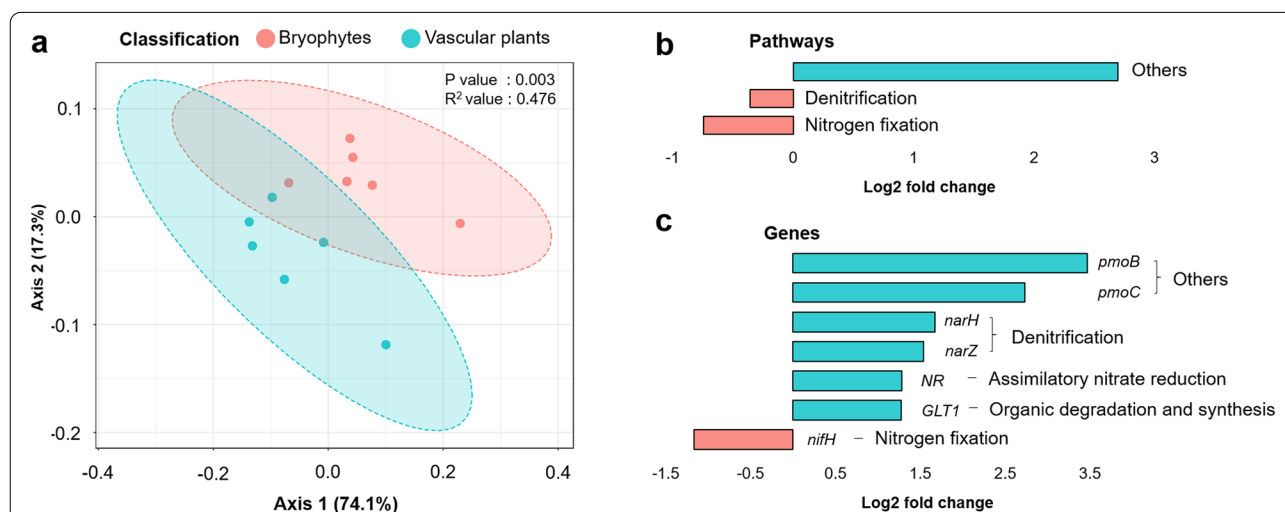 a
Classification Bryophytes Vascular plants
P value : 0.003
R² value : 0.476
0.1
0.0
-0.1
-0.2
Axis 2 (17.3%)
-0.4 -0.2 0.0 0.2 0.4
Axis 1 (74.1%)
b
Pathways
Others
Denitrification
Nitrogen fixation
-1 0 1 2 3
Log2 fold change
c
Genes
pmoB
pmoC
Others
narH
narZ
Denitrification
NR – Assimilatory nitrate reduction
GLT1 – Organic degradation and synthesis
nifH – Nitrogen fixation
-1.5 -0.5 0.5 1.5 2.5 3.5
Log2 fold change